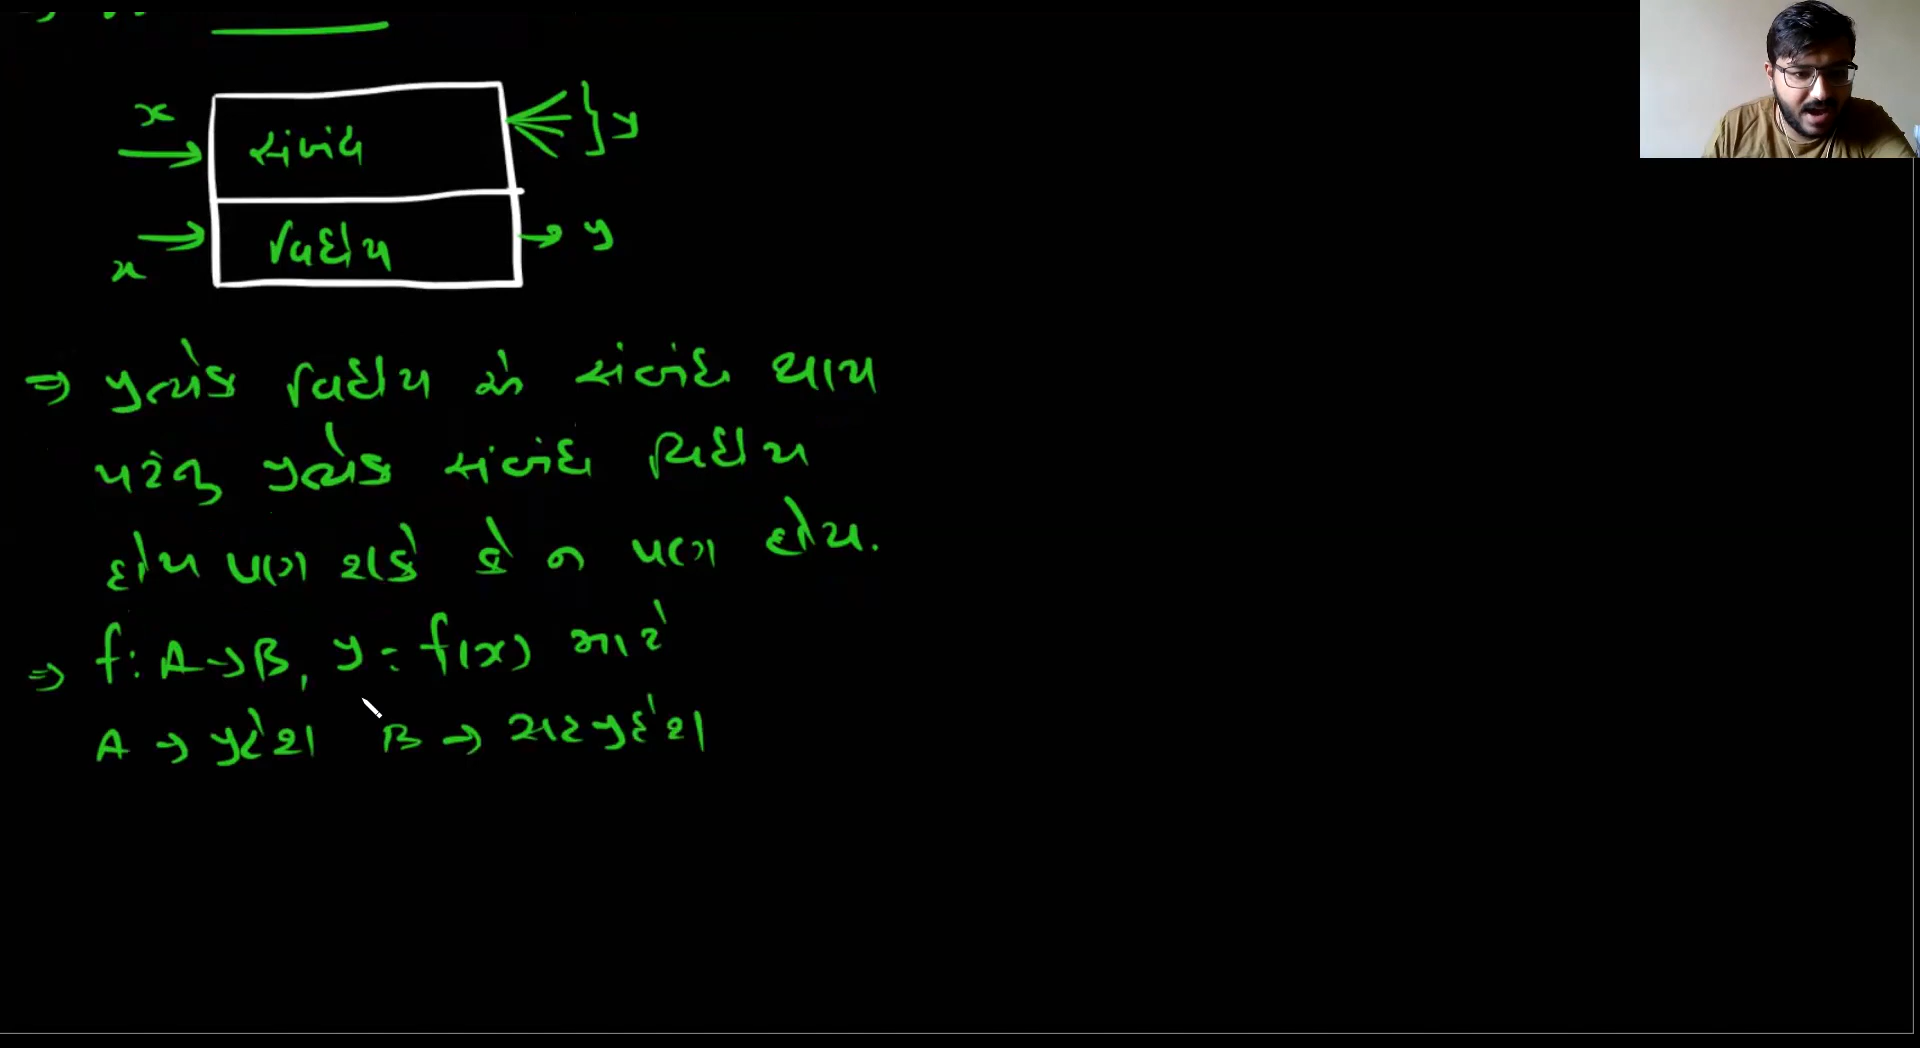 x સંબંધ } y
x વિધેય → y
⇒ પ્રત્યેક વિધેય એ સંબંધ થાય
પરંતુ પ્રત્યેક સંબંધ વિધેય
હોય પણ શકે કે ન પણ હોય.
⇒ f: A → B, y = f(x) માટે
A → પ્રદેશ B → સહપ્રદેશ